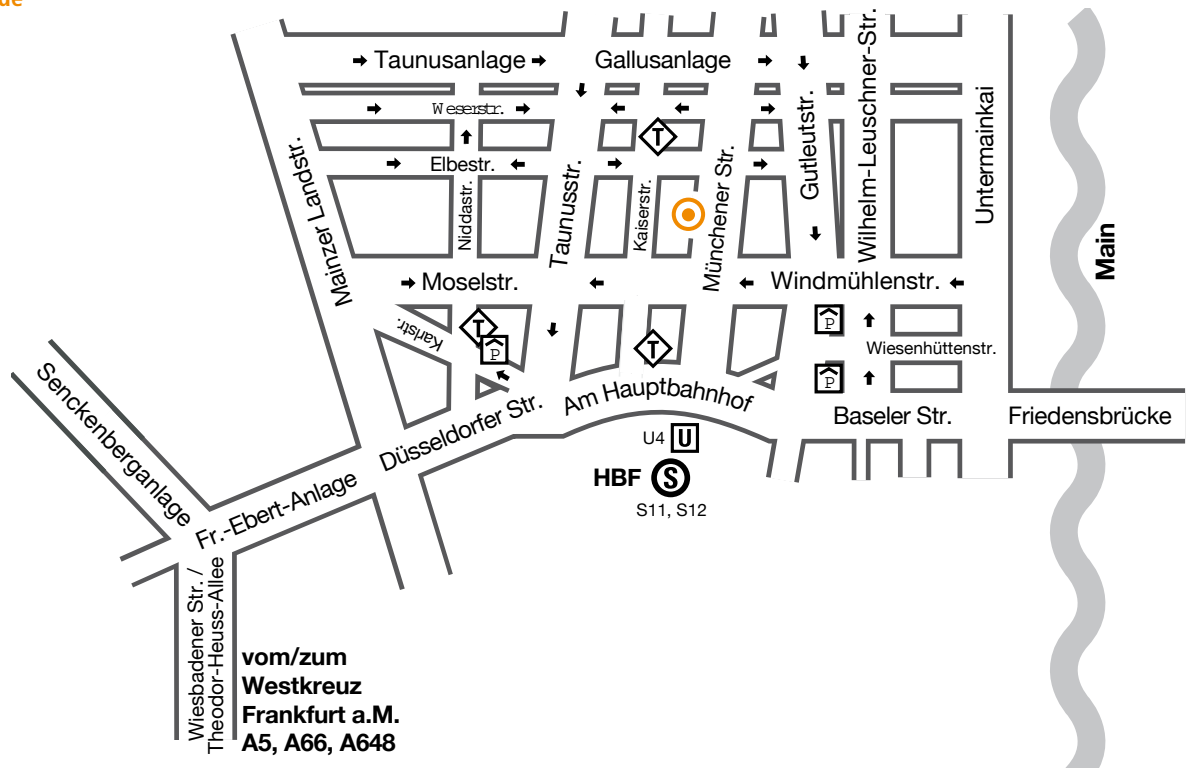 Taunusanlage
Gallusanlage
Weserstr.
Elbestr.
Mainzer Landstr.
Niddastr.
Taunusstr.
Kaiserstr.
Münchener Str.
Gutleutstr.
Wilhelm-Leuschner-Str.
Untermainkai
Main
T
Moselstr.
Windmühlenstr.
Karlstr.
T
P
T
P
Wiesenhüttenstr.
P
Senckenberganlage
Düsseldorfer Str.
Am Hauptbahnhof
Baseler Str.
Friedensbrücke
U4 U
HBF S
S11, S12
Fr.-Ebert-Anlage
Wiesbadener Str. /
Theodor-Heuss-Allee
vom/zum
Westkreuz
Frankfurt a.M.
A5, A66, A648